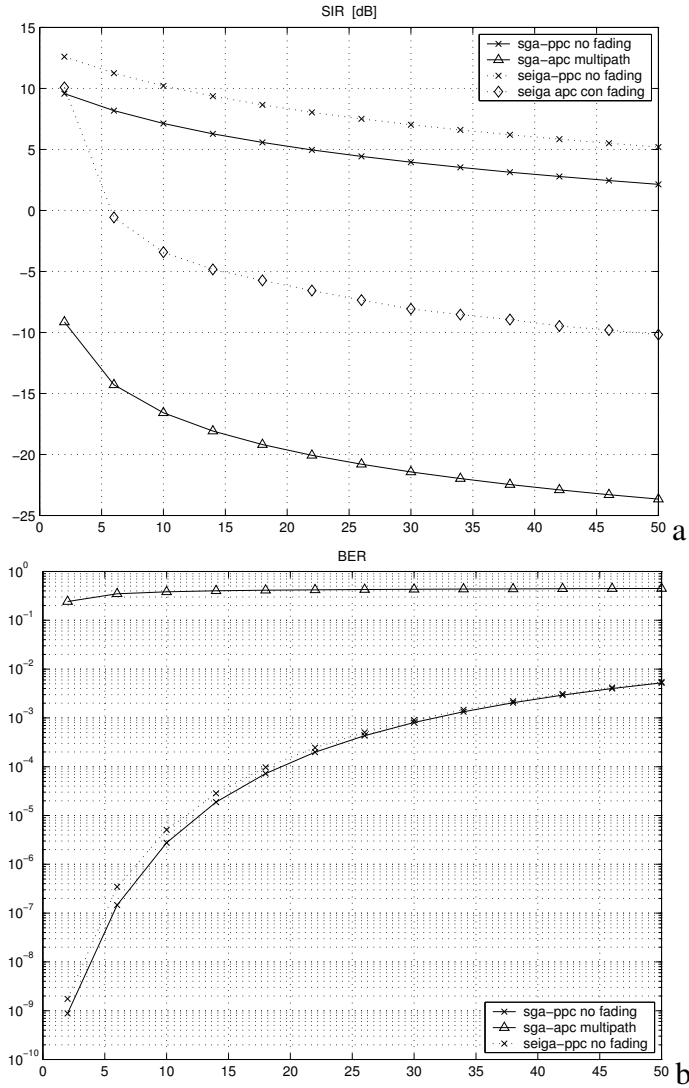 SIR [dB]
15
10
5
0
−5
−10
−15
−20
−25
0 5 10 15 20 25 30 35 40 45 50
sga−ppc no fading
sga−apc multipath
seiga−ppc no fading
seiga apc con fading
a
BER
10^0
10^−1
10^−2
10^−3
10^−4
10^−5
10^−6
10^−7
10^−8
10^−9
10^−10
0 5 10 15 20 25 30 35 40 45 50
sga−ppc no fading
sga−apc multipath
seiga−ppc no fading
b